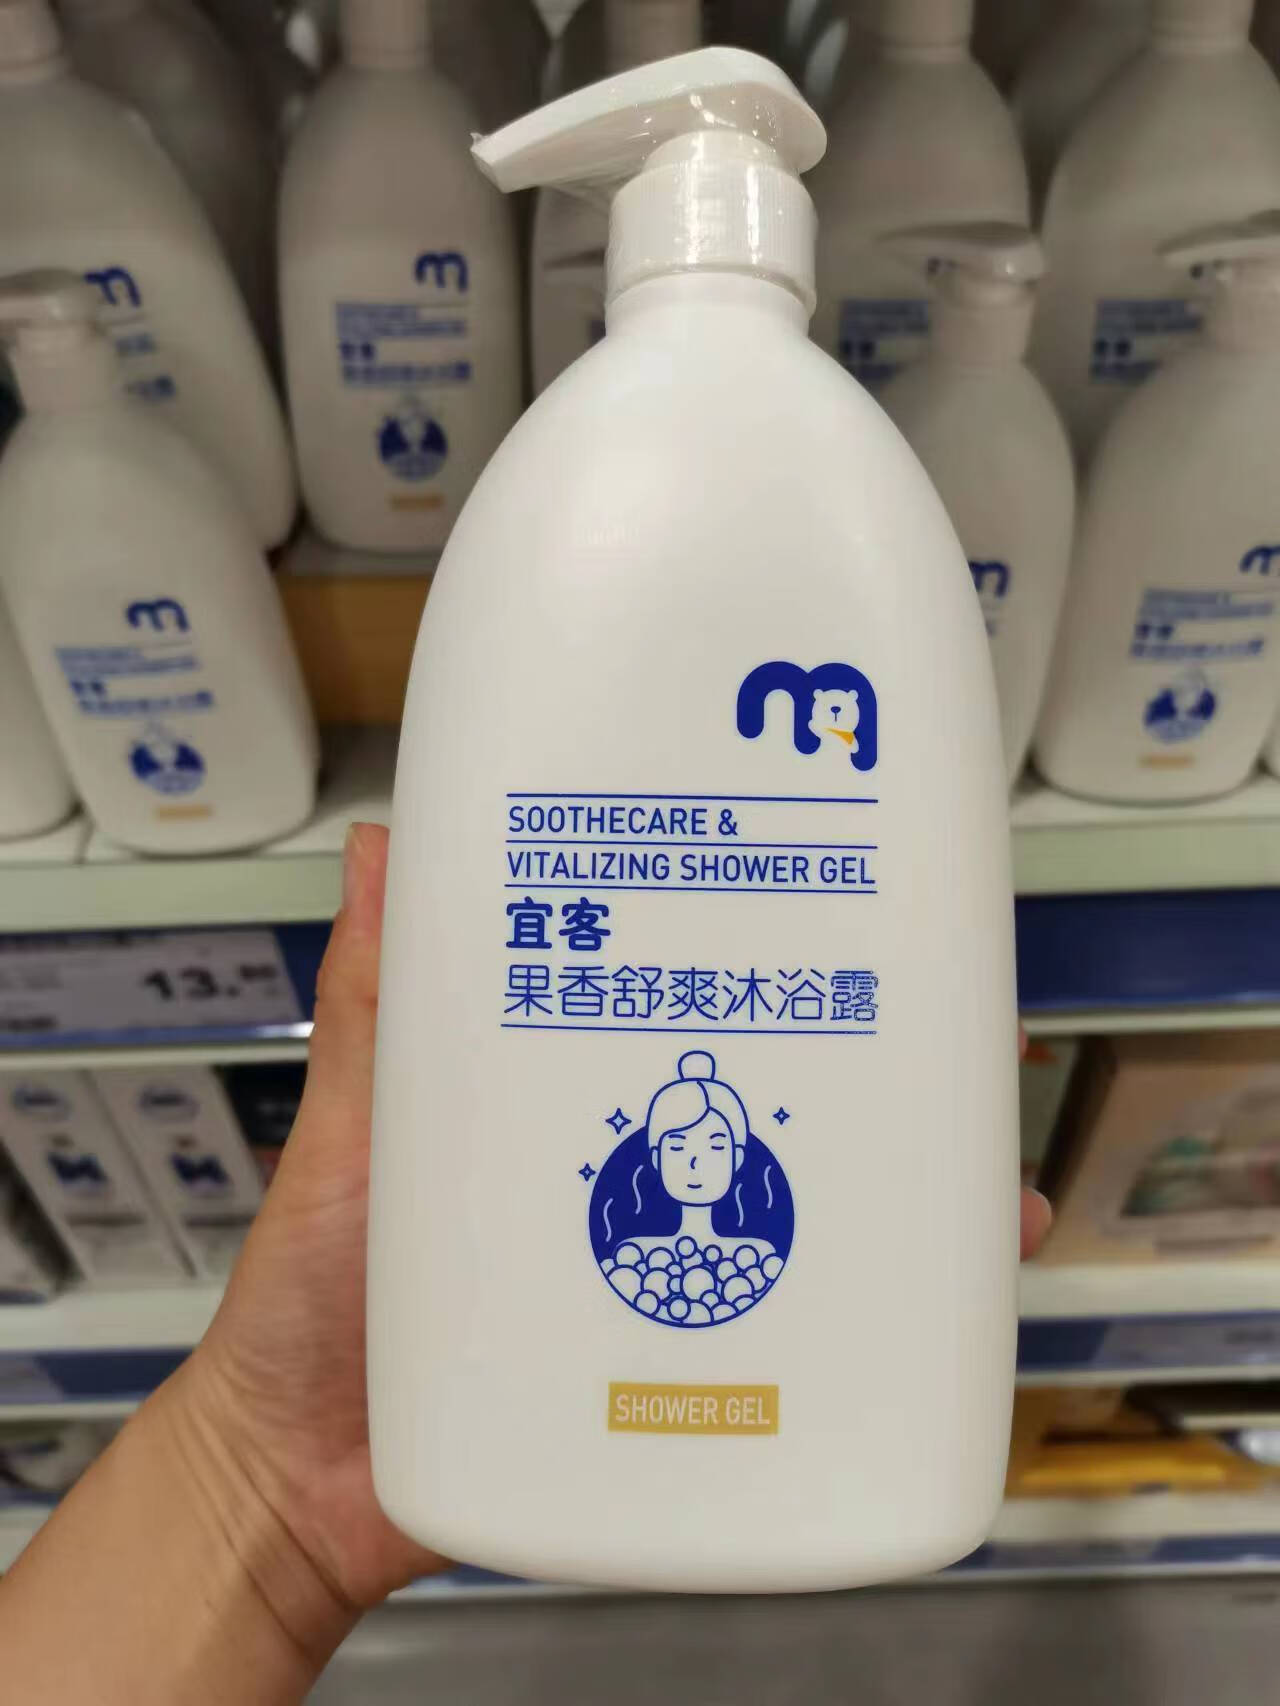 m
SOOTHECARE &
VITALIZING SHOWER GEL
宜客
果香舒爽沐浴露
SHOWER GEL